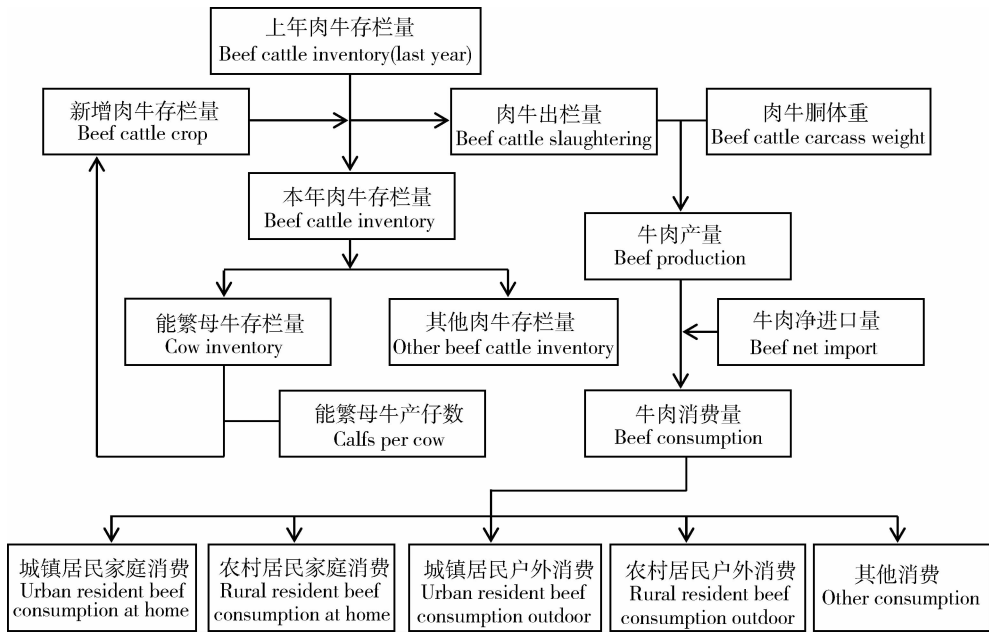 上年肉牛存栏量
Beef cattle inventory(last year)
新增肉牛存栏量
Beef cattle crop
肉牛出栏量
Beef cattle slaughtering
肉牛胴体重
Beef cattle carcass weight
本年肉牛存栏量
Beef cattle inventory
牛肉产量
Beef production
能繁母牛存栏量
Cow inventory
其他肉牛存栏量
Other beef cattle inventory
牛肉净进口量
Beef net import
能繁母牛产仔数
Calfs per cow
牛肉消费量
Beef consumption
城镇居民家庭消费
Urban resident beef
consumption at home
农村居民家庭消费
Rural resident beef
consumption at home
城镇居民户外消费
Urban resident beef
consumption outdoor
农村居民户外消费
Rural resident beef
consumption outdoor
其他消费
Other consumption